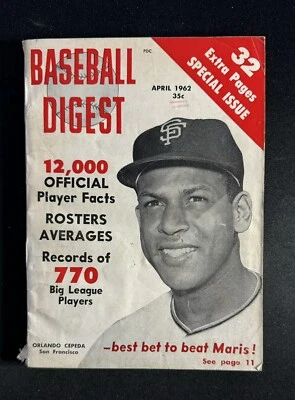 BASEBALL
DIGEST
PDC
APRIL 1962
35c
32
Extra Pages
SPECIAL ISSUE
SF
12,000
OFFICIAL
Player Facts
ROSTERS
AVERAGES
Records of
770
Big League
Players
ORLANDO CEPEDA
San Francisco
—best bet to beat Maris!
See page 11